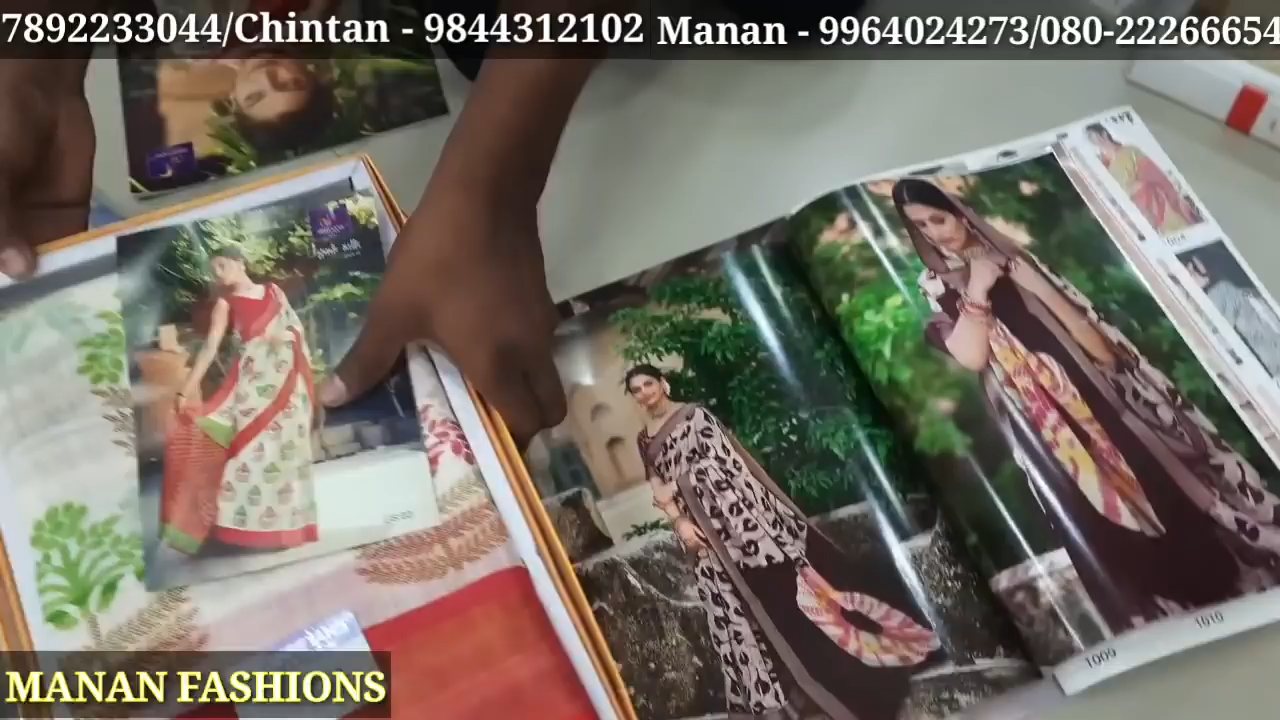 7892233044/Chintan - 9844312102 Manan - 9964024273/080-22266654
1009
1010
MANAN FASHIONS